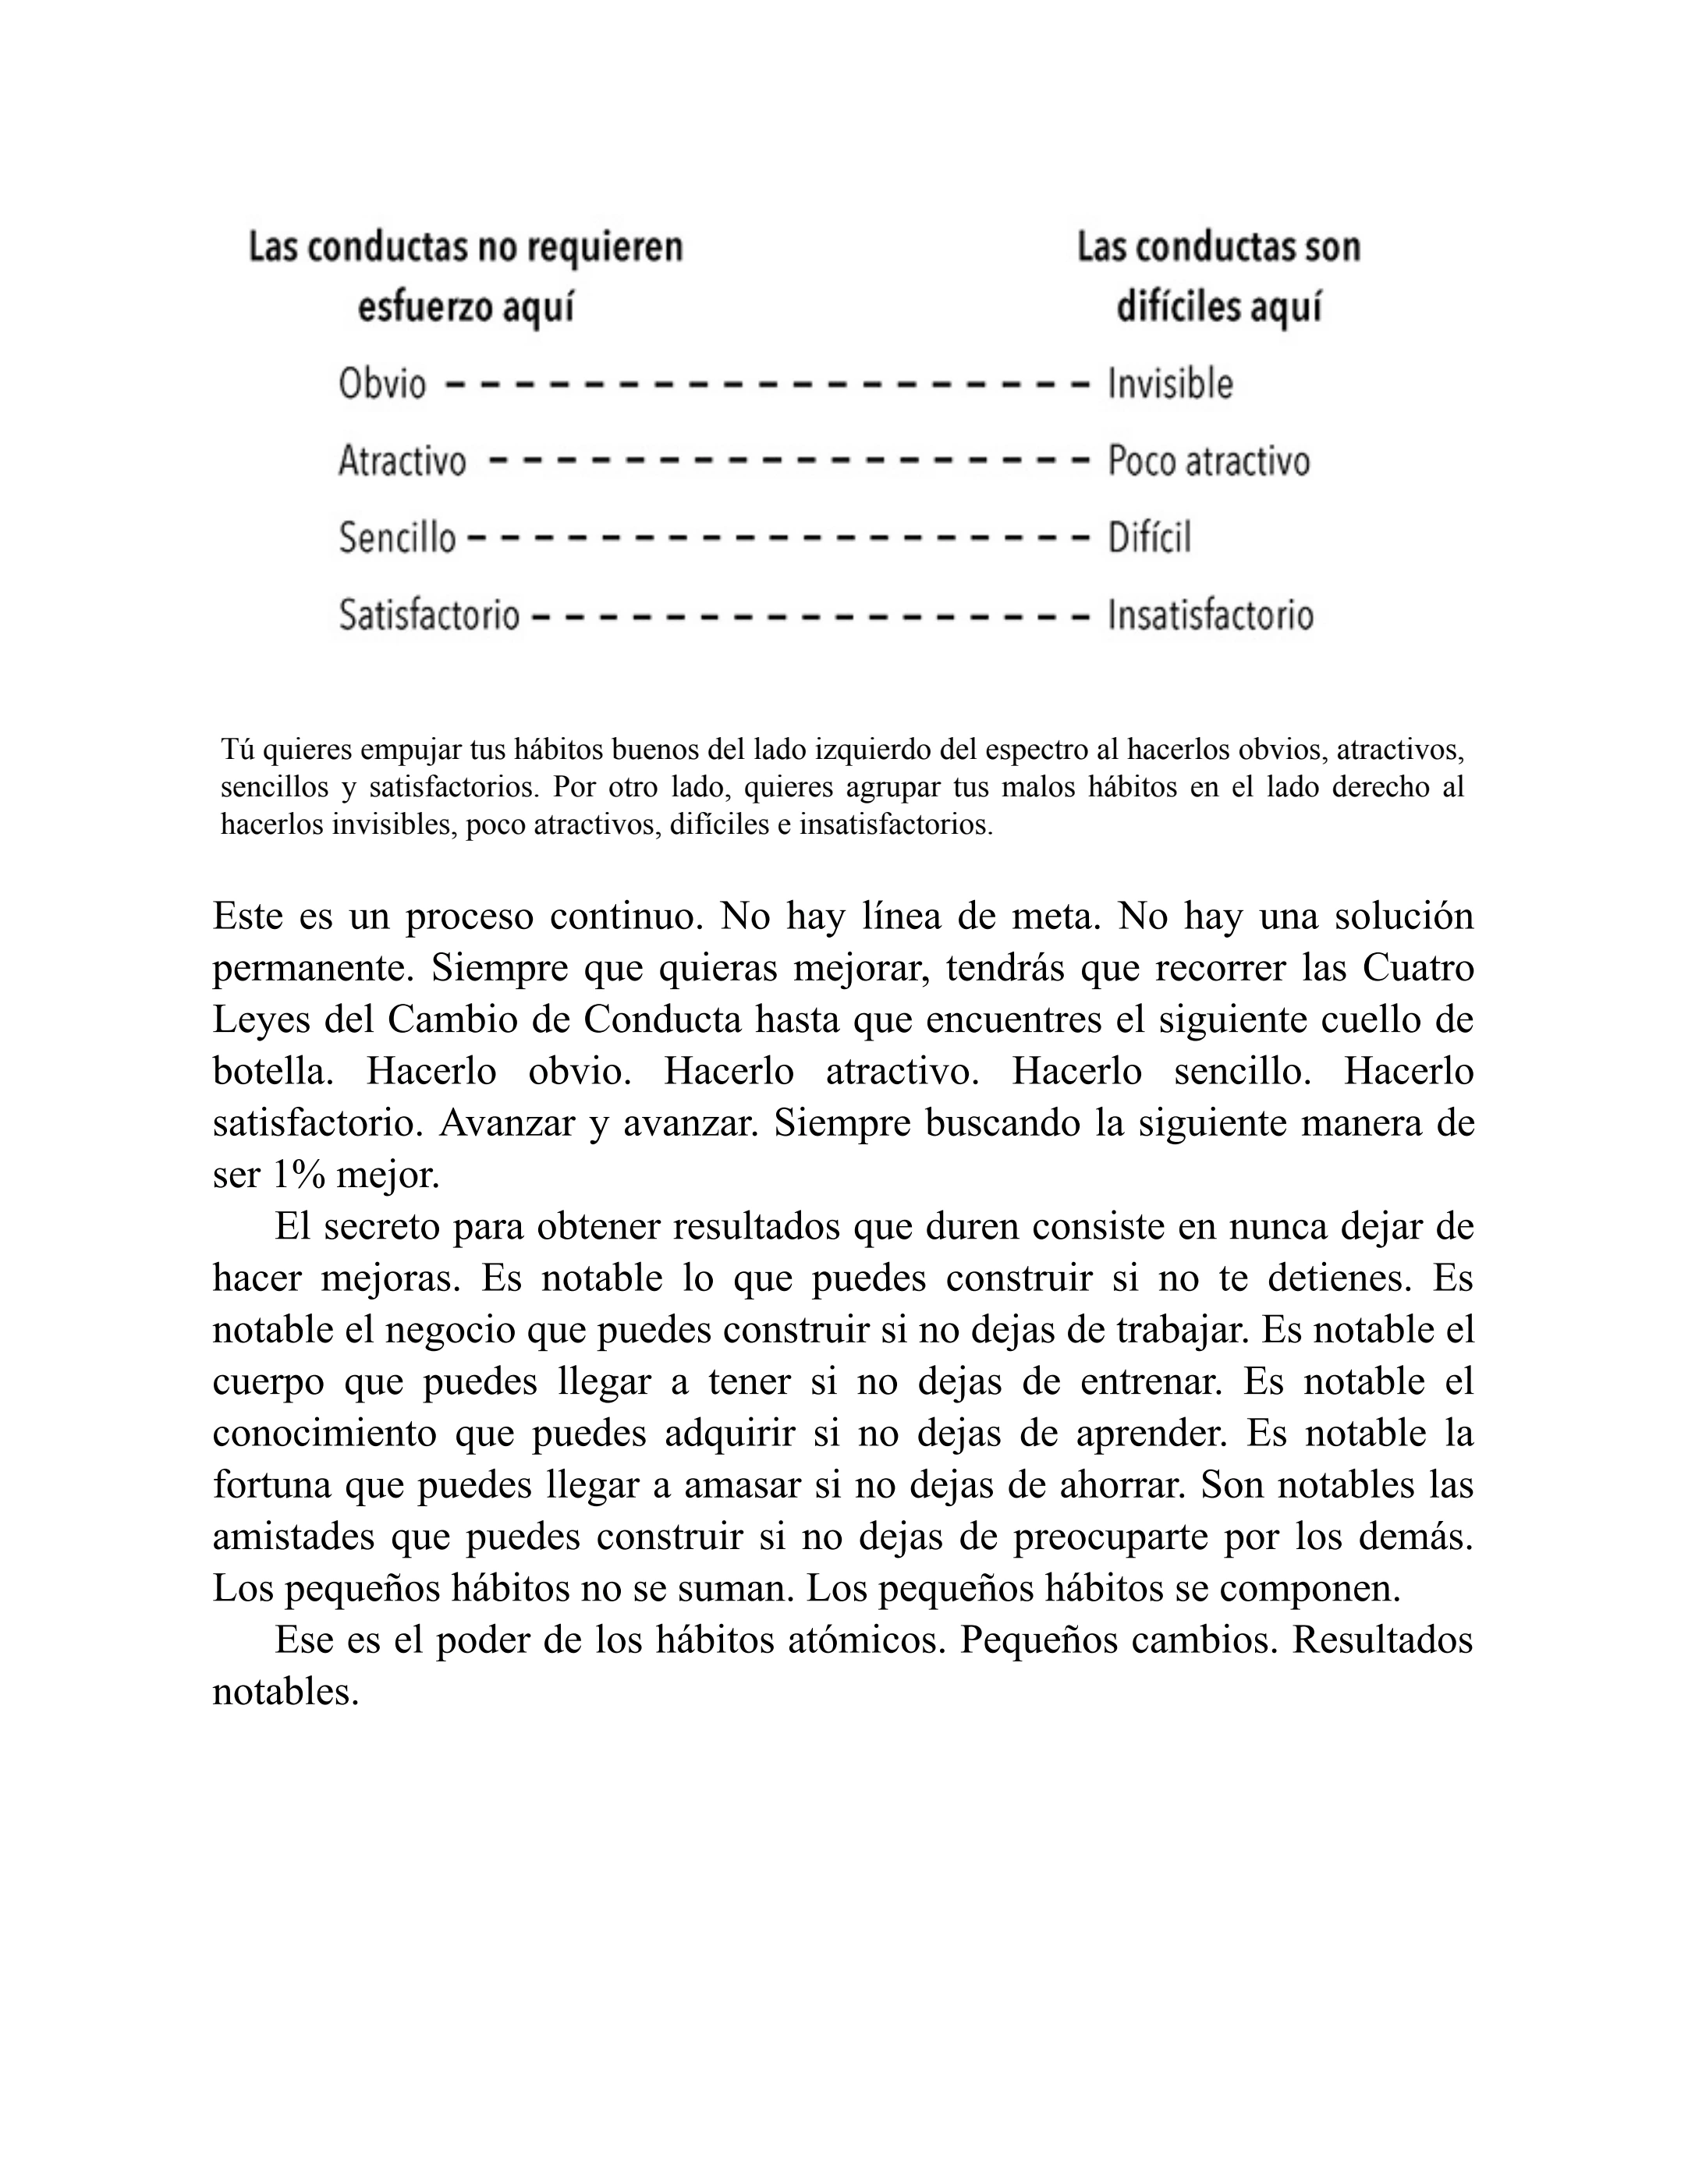 Las conductas no requieren esfuerzo aquí
Las conductas son difíciles aquí
Obvio - - - - - - - - - - - - - - - - - - - Invisible
Atractivo - - - - - - - - - - - - - - - - - - Poco atractivo
Sencillo - - - - - - - - - - - - - - - - - - - Difícil
Satisfactorio - - - - - - - - - - - - - - - - - Insatisfactorio
Tú quieres empujar tus hábitos buenos del lado izquierdo del espectro al hacerlos obvios, atractivos,
sencillos y satisfactorios. Por otro lado, quieres agrupar tus malos hábitos en el lado derecho al
hacerlos invisibles, poco atractivos, difíciles e insatisfactorios.
Este es un proceso continuo. No hay línea de meta. No hay una solución
permanente. Siempre que quieras mejorar, tendrás que recorrer las Cuatro
Leyes del Cambio de Conducta hasta que encuentres el siguiente cuello de
botella. Hacerlo obvio. Hacerlo atractivo. Hacerlo sencillo. Hacerlo
satisfactorio. Avanzar y avanzar. Siempre buscando la siguiente manera de
ser 1% mejor.
El secreto para obtener resultados que duren consiste en nunca dejar de
hacer mejoras. Es notable lo que puedes construir si no te detienes. Es
notable el negocio que puedes construir si no dejas de trabajar. Es notable el
cuerpo que puedes llegar a tener si no dejas de entrenar. Es notable el
conocimiento que puedes adquirir si no dejas de aprender. Es notable la
fortuna que puedes llegar a amasar si no dejas de ahorrar. Son notables las
amistades que puedes construir si no dejas de preocuparte por los demás.
Los pequeños hábitos no se suman. Los pequeños hábitos se componen.
Ese es el poder de los hábitos atómicos. Pequeños cambios. Resultados
notables.